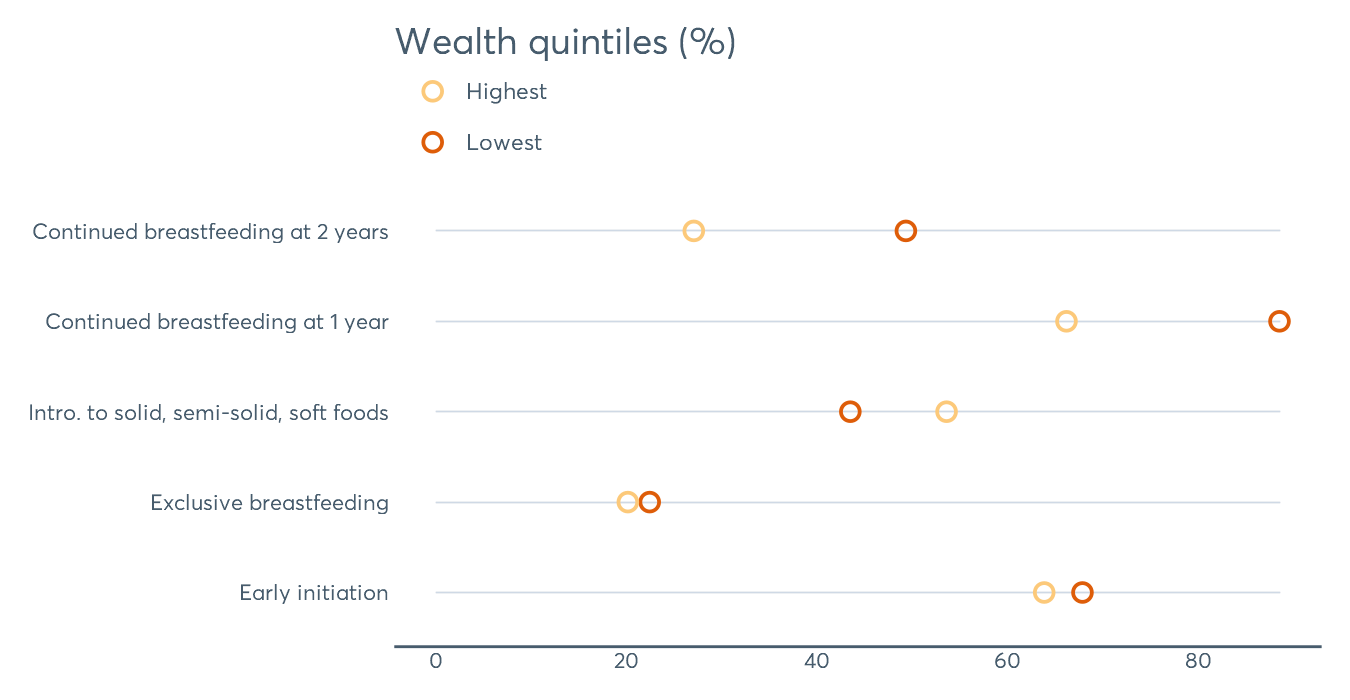 Wealth quintiles (%)
Highest
Lowest
Continued breastfeeding at 2 years
Continued breastfeeding at 1 year
Intro. to solid, semi-solid, soft foods
Exclusive breastfeeding
Early initiation
0 20 40 60 80